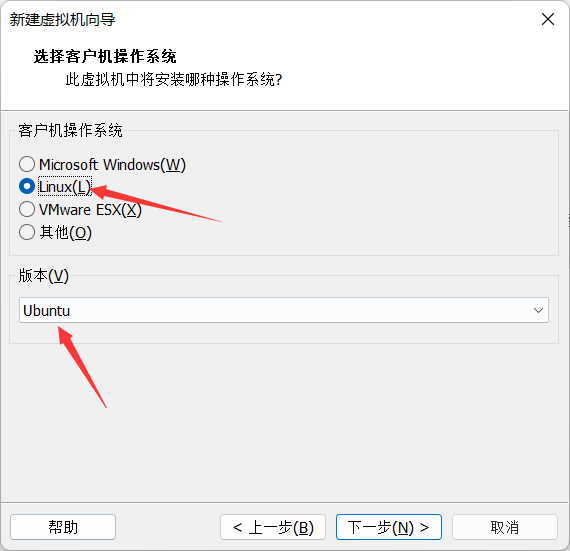 新建虚拟机向导
选择客户机操作系统
此虚拟机中将安装哪种操作系统?
客户机操作系统
Microsoft Windows(W)
Linux(L)
VMware ESX(X)
其他(O)
版本(V)
Ubuntu
帮助
< 上一步(B)
下一步(N) >
取消